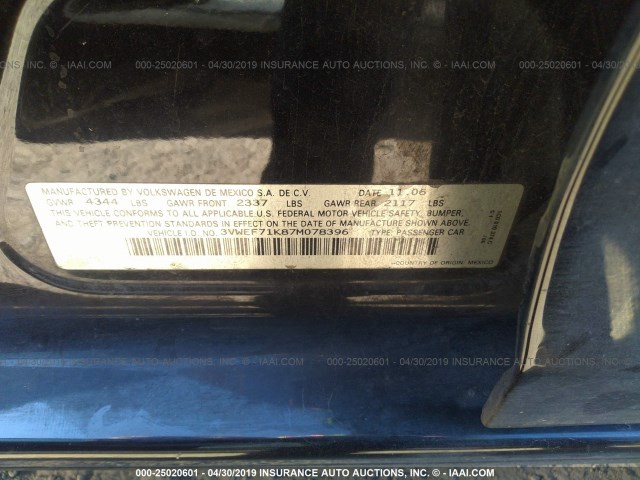 000-25020601 - 04/30/2019 INSURANCE AUTO AUCTIONS, INC. - IAAI.COM
MANUFACTURED BY VOLKSWAGEN DE MEXICO S.A. DE C.V. DATE 11.06
GVWR 4344 LBS GAWR FRONT 2337 LBS GAWR REAR 2117 LBS
THIS VEHICLE CONFORMS TO ALL APPLICABLE U.S. FEDERAL MOTOR VEHICLE SAFETY, BUMPER,
AND THEFT PREVENTION STANDARDS IN EFFECT ON THE DATE OF MANUFACTURE SHOWN ABOVE.
VEHICLE I.D. NO. 3VWEF71K87M078396 TYPE: PASSENGER CAR
COUNTRY OF ORIGIN: MEXICO
000-25020601 - 04/30/2019 INSURANCE AUTO AUCTIONS, INC. - IAAI.COM
000-25020601 - 04/30/2019 INSURANCE AUTO AUCTIONS, INC. - IAAI.COM